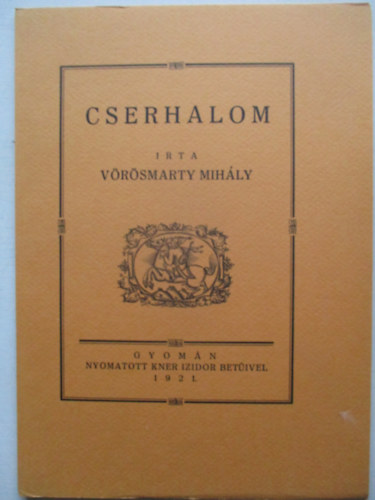 CSERHALOM
IRTA
VÖRÖSMARTY MIHÁLY
GYOMÁN
NYOMATOTT KNER IZIDOR BETŰIVEL
1921.